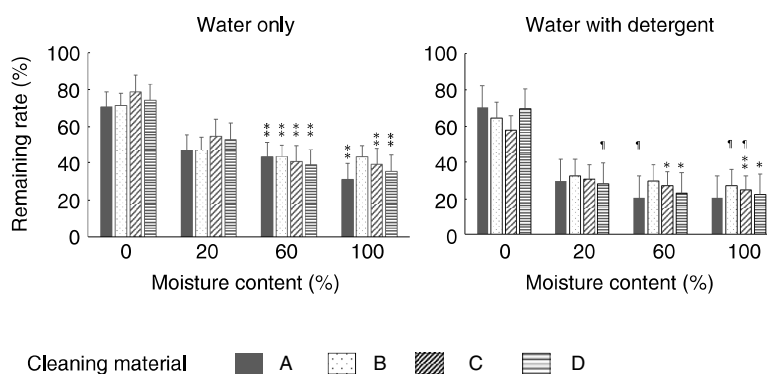 Water only
Water with detergent
Remaining rate (%)
100
80
60
40
20
0
** ** ** **
** ** **
0 20 60 100
Moisture content (%)
100
80
60
40
20
0
¶ ¶ * * ¶ ¶ ** *
0 20 60 100
Moisture content (%)
Cleaning material A B C D